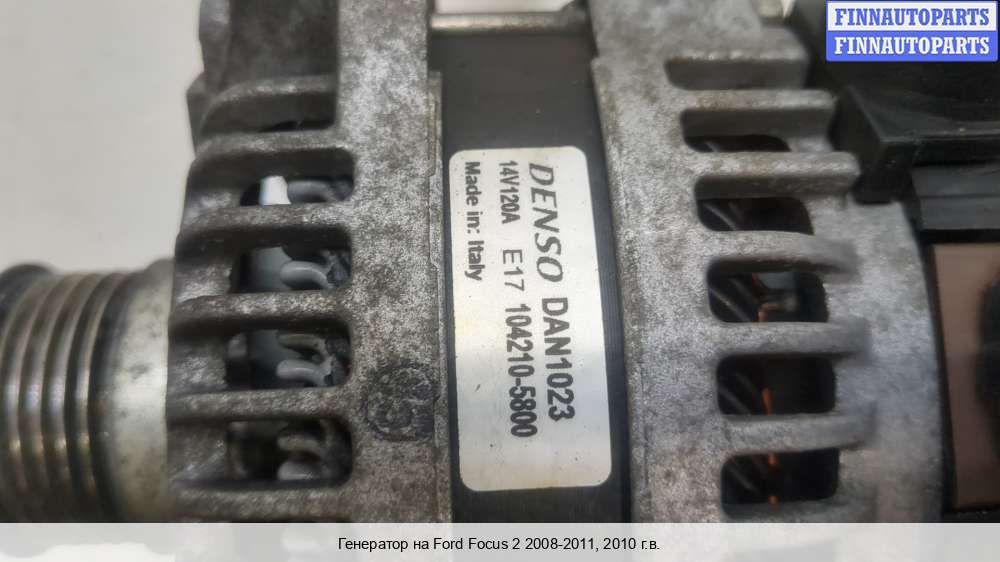 FINNAUTOPARTS
FINNAUTOPARTS
DENSO DAN1023
14V120A E17 104210-5800
Made in: Italy
Генератор на Ford Focus 2 2008-2011, 2010 г.в.